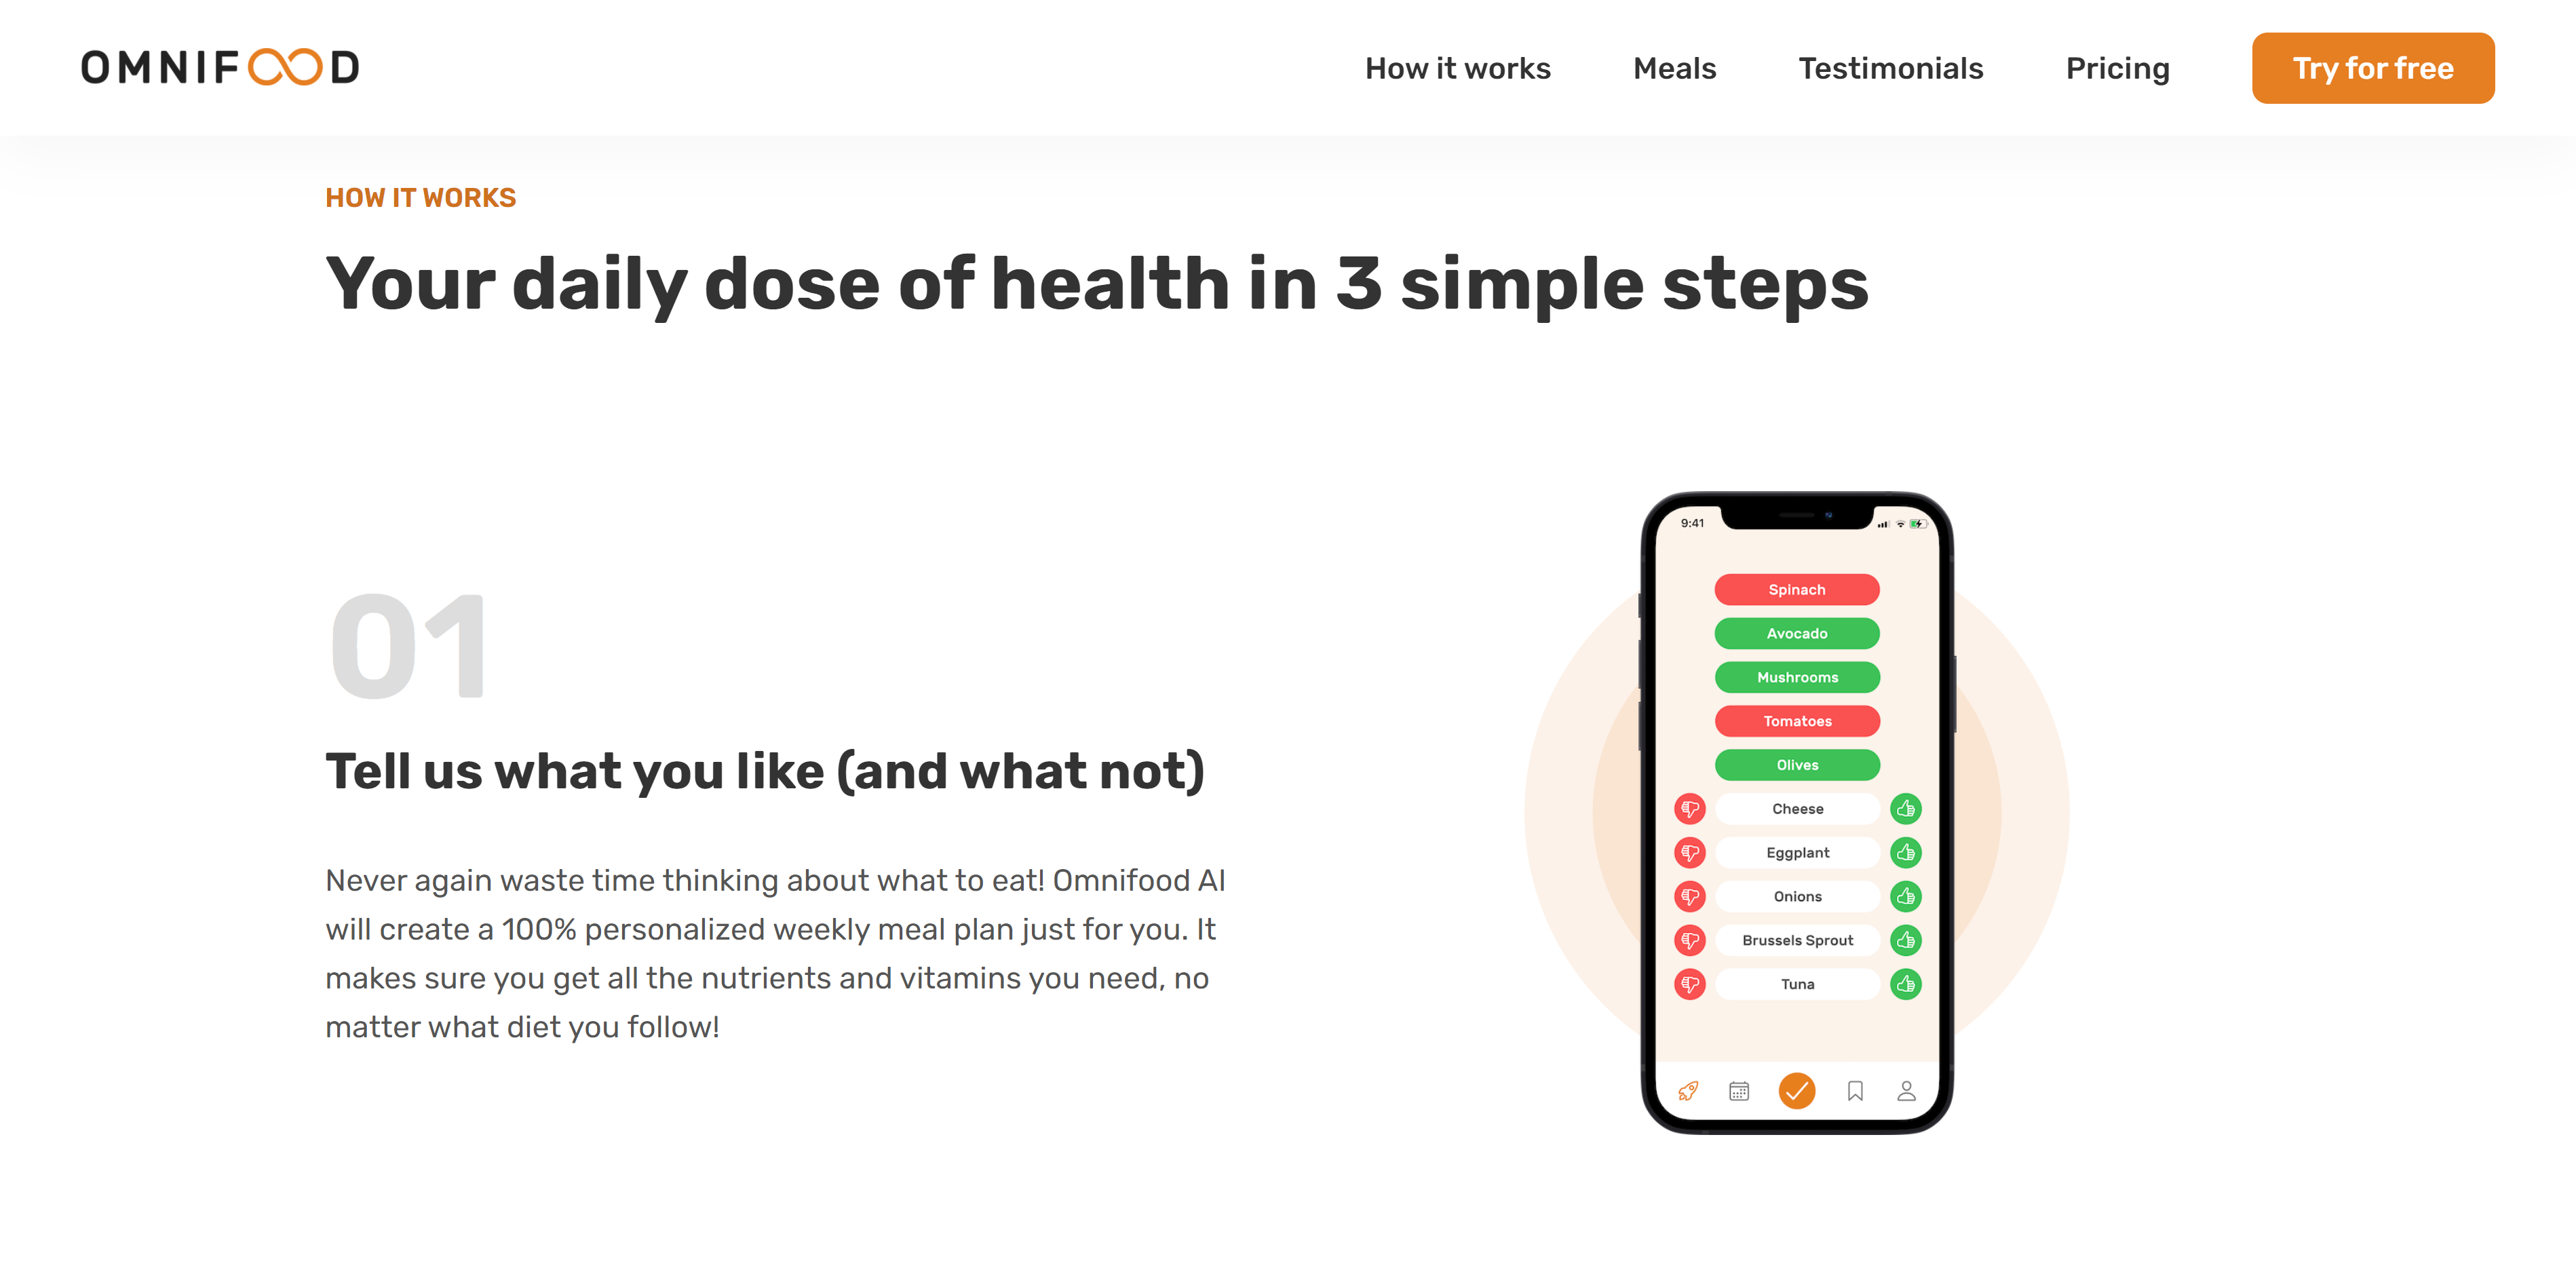 OMNIFOOD
How it works
Meals
Testimonials
Pricing
Try for free
HOW IT WORKS
Your daily dose of health in 3 simple steps
01
Tell us what you like (and what not)
Never again waste time thinking about what to eat! Omnifood AI
will create a 100% personalized weekly meal plan just for you. It
makes sure you get all the nutrients and vitamins you need, no
matter what diet you follow!
9:41
Spinach
Avocado
Mushrooms
Tomatoes
Olives
Cheese
Eggplant
Onions
Brussels Sprout
Tuna